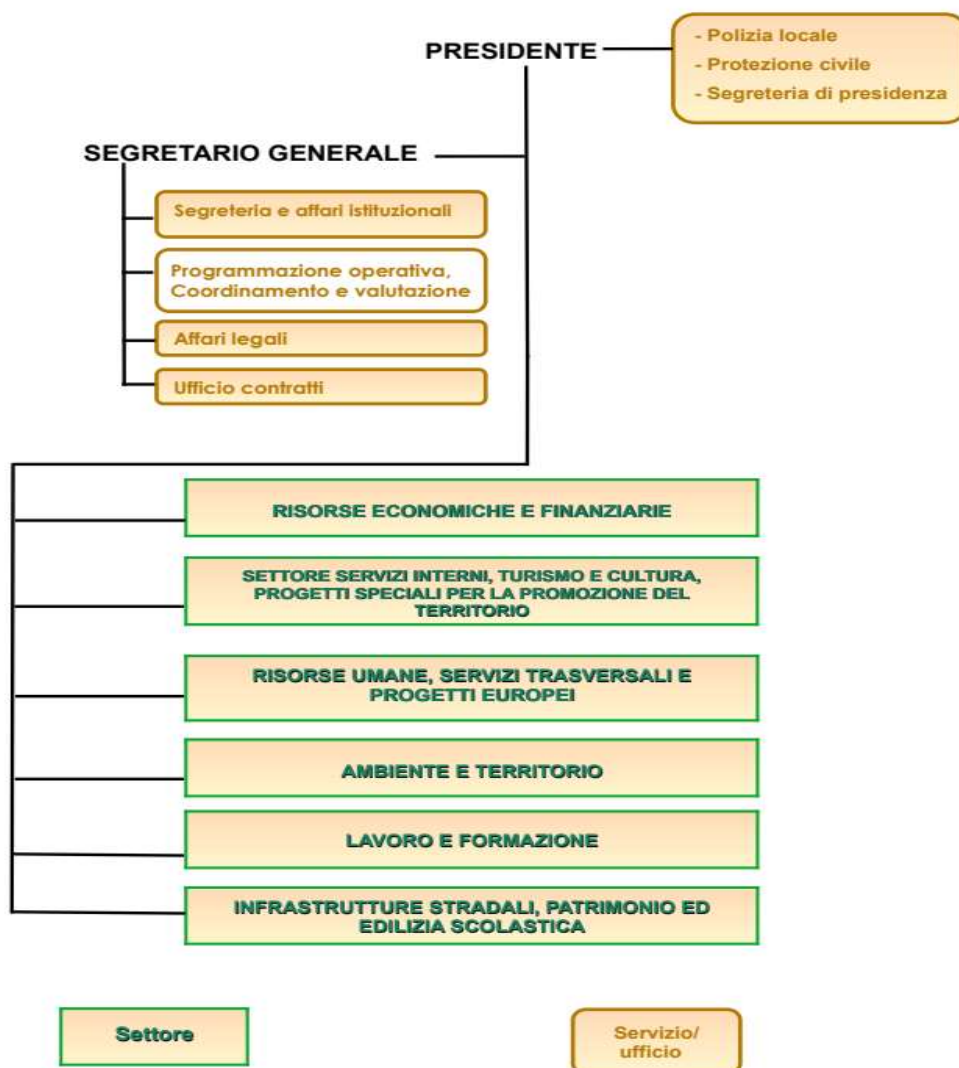 PRESIDENTE
- Polizia locale
- Protezione civile
- Segreteria di presidenza
SEGRETARIO GENERALE
Segreteria e affari istituzionali
Programmazione operativa,
Coordinamento e valutazione
Affari legali
Ufficio contratti
RISORSE ECONOMICHE E FINANZIARIE
SETTORE SERVIZI INTERNI, TURISMO E CULTURA,
PROGETTI SPECIALI PER LA PROMOZIONE DEL
TERRITORIO
RISORSE UMANE, SERVIZI TRASVERSALI E
PROGETTI EUROPEI
AMBIENTE E TERRITORIO
LAVORO E FORMAZIONE
INFRASTRUTTURE STRADALI, PATRIMONIO ED
EDILIZIA SCOLASTICA
Settore
Servizio/
ufficio